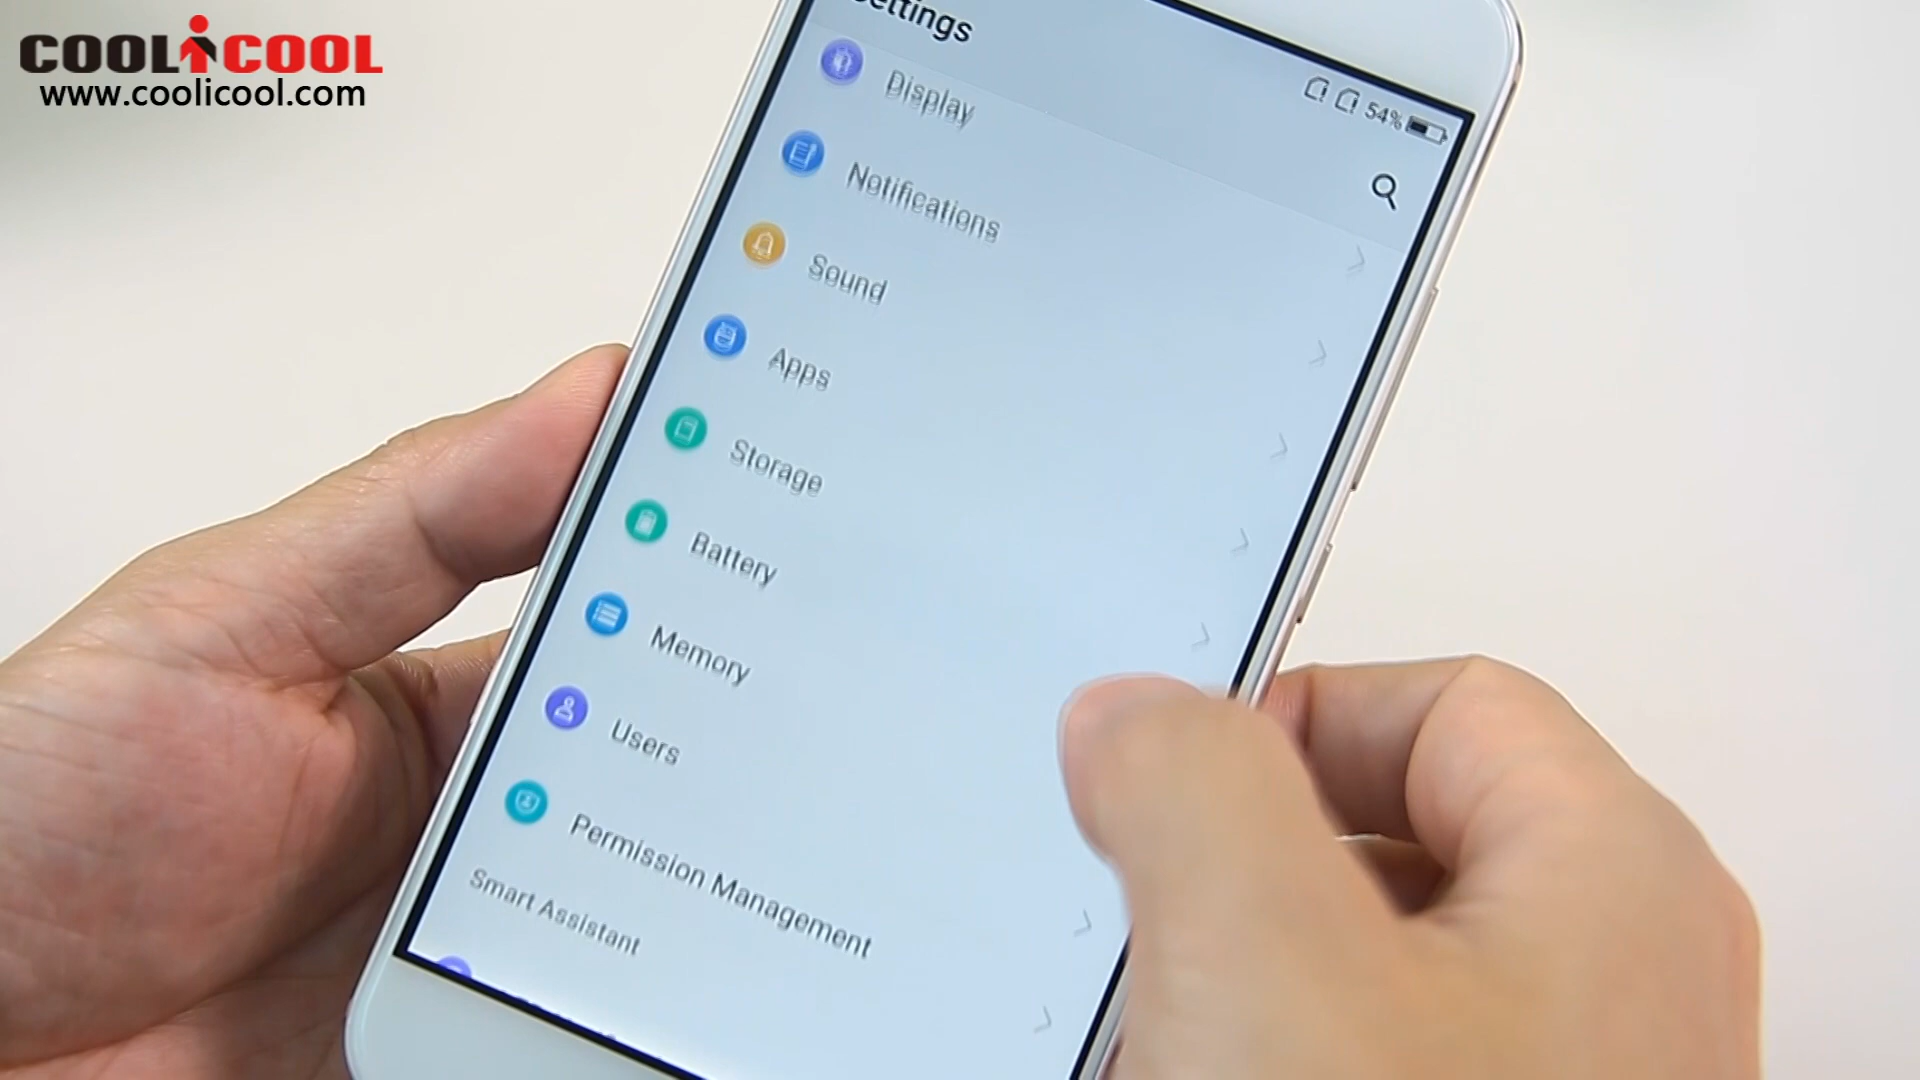 COOLiCOOL
www.coolicool.com
Settings
54%
Display
Notifications
Sound
Apps
Storage
Battery
Memory
Users
Permission Management
Smart Assistant